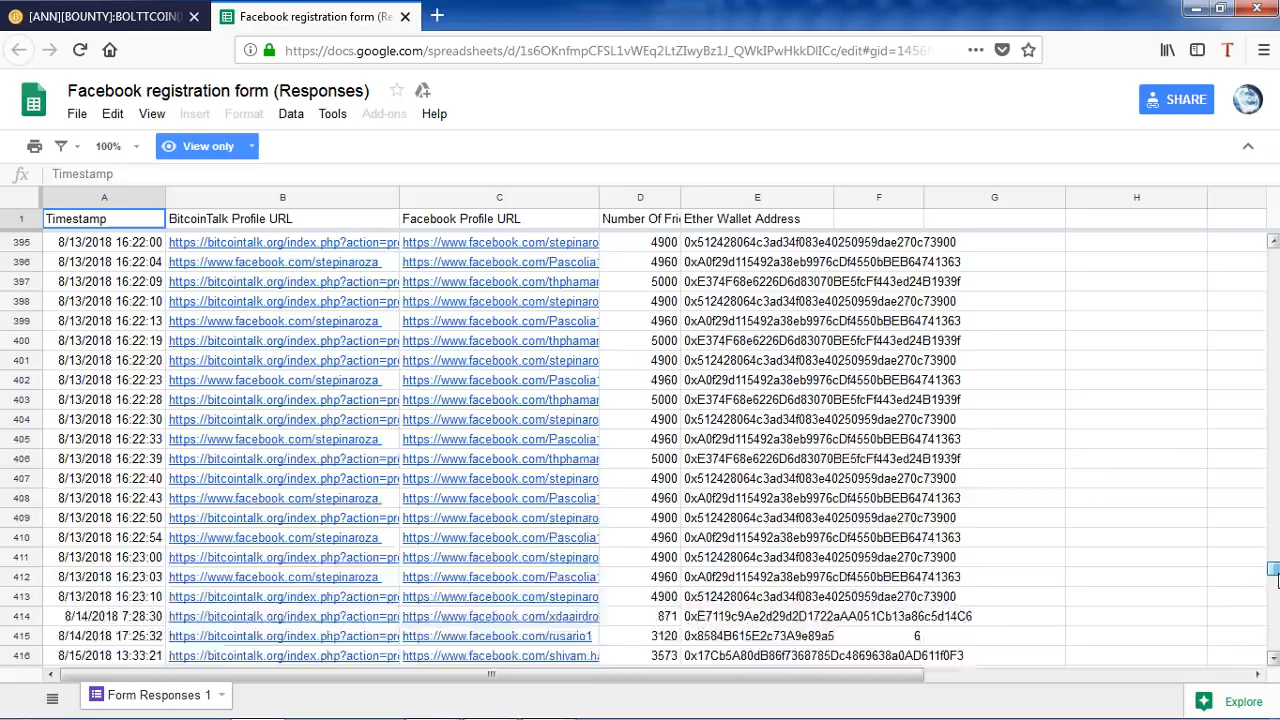 [ANN][BOUNTY]:BOLTTCOIN(
Facebook registration form (Re
https://docs.google.com/spreadsheets/d/1s6OKnfmpCFSL1vWEq2LtZIwyBz1J_QWkIPwHkkDlICc/edit#gid=1456
Facebook registration form (Responses)
SHARE
File Edit View Insert Format Data Tools Add-ons Help
100% View only
fx Timestamp
A B C D E F G H
1 Timestamp BitcoinTalk Profile URL Facebook Profile URL Number Of Frie Ether Wallet Address
395 8/13/2018 16:22:00 https://bitcointalk.org/index.php?action=pr https://www.facebook.com/stepinaro 4900 0x512428064c3ad34f083e40250959dae270c73900
396 8/13/2018 16:22:04 https://www.facebook.com/stepinaroza https://www.facebook.com/Pascolia1 4960 0xA0f29d115492a38eb9976cDf4550bBEB64741363
397 8/13/2018 16:22:09 https://bitcointalk.org/index.php?action=pr https://www.facebook.com/thphamar 5000 0xE374F68e6226D6d83070BE5fcFf443ed24B1939f
398 8/13/2018 16:22:10 https://bitcointalk.org/index.php?action=pr https://www.facebook.com/stepinaro 4900 0x512428064c3ad34f083e40250959dae270c73900
399 8/13/2018 16:22:13 https://www.facebook.com/stepinaroza https://www.facebook.com/Pascolia1 4960 0xA0f29d115492a38eb9976cDf4550bBEB64741363
400 8/13/2018 16:22:19 https://bitcointalk.org/index.php?action=pr https://www.facebook.com/thphamar 5000 0xE374F68e6226D6d83070BE5fcFf443ed24B1939f
401 8/13/2018 16:22:20 https://bitcointalk.org/index.php?action=pr https://www.facebook.com/stepinaro 4900 0x512428064c3ad34f083e40250959dae270c73900
402 8/13/2018 16:22:23 https://www.facebook.com/stepinaroza https://www.facebook.com/Pascolia1 4960 0xA0f29d115492a38eb9976cDf4550bBEB64741363
403 8/13/2018 16:22:28 https://bitcointalk.org/index.php?action=pr https://www.facebook.com/thphamar 5000 0xE374F68e6226D6d83070BE5fcFf443ed24B1939f
404 8/13/2018 16:22:30 https://bitcointalk.org/index.php?action=pr https://www.facebook.com/stepinaro 4900 0x512428064c3ad34f083e40250959dae270c73900
405 8/13/2018 16:22:33 https://www.facebook.com/stepinaroza https://www.facebook.com/Pascolia1 4960 0xA0f29d115492a38eb9976cDf4550bBEB64741363
406 8/13/2018 16:22:39 https://bitcointalk.org/index.php?action=pr https://www.facebook.com/thphamar 5000 0xE374F68e6226D6d83070BE5fcFf443ed24B1939f
407 8/13/2018 16:22:40 https://bitcointalk.org/index.php?action=pr https://www.facebook.com/stepinaro 4900 0x512428064c3ad34f083e40250959dae270c73900
408 8/13/2018 16:22:43 https://www.facebook.com/stepinaroza https://www.facebook.com/Pascolia1 4960 0xA0f29d115492a38eb9976cDf4550bBEB64741363
409 8/13/2018 16:22:50 https://bitcointalk.org/index.php?action=pr https://www.facebook.com/stepinaro 4900 0x512428064c3ad34f083e40250959dae270c73900
410 8/13/2018 16:22:54 https://www.facebook.com/stepinaroza https://www.facebook.com/Pascolia1 4960 0xA0f29d115492a38eb9976cDf4550bBEB64741363
411 8/13/2018 16:23:00 https://bitcointalk.org/index.php?action=pr https://www.facebook.com/stepinaro 4900 0x512428064c3ad34f083e40250959dae270c73900
412 8/13/2018 16:23:03 https://www.facebook.com/stepinaroza https://www.facebook.com/Pascolia1 4960 0xA0f29d115492a38eb9976cDf4550bBEB64741363
413 8/13/2018 16:23:10 https://bitcointalk.org/index.php?action=pr https://www.facebook.com/stepinaro 4900 0x512428064c3ad34f083e40250959dae270c73900
414 8/14/2018 7:28:30 https://bitcointalk.org/index.php?action=pr https://www.facebook.com/xdaairdro 871 0xE7119c9Ae2d29d2D1722aAA051Cb13a86c5d14C6
415 8/14/2018 17:25:32 https://bitcointalk.org/index.php?action=pr https://www.facebook.com/rusario1 3120 0x8584B615E2c73A9e89a5 6
416 8/15/2018 13:33:21 https://bitcointalk.org/index.php?action=pr https://www.facebook.com/shivam.ha 3573 0x17Cb5A80dB86f7368785Dc4869638a0AD611f0F3
Form Responses 1
Explore